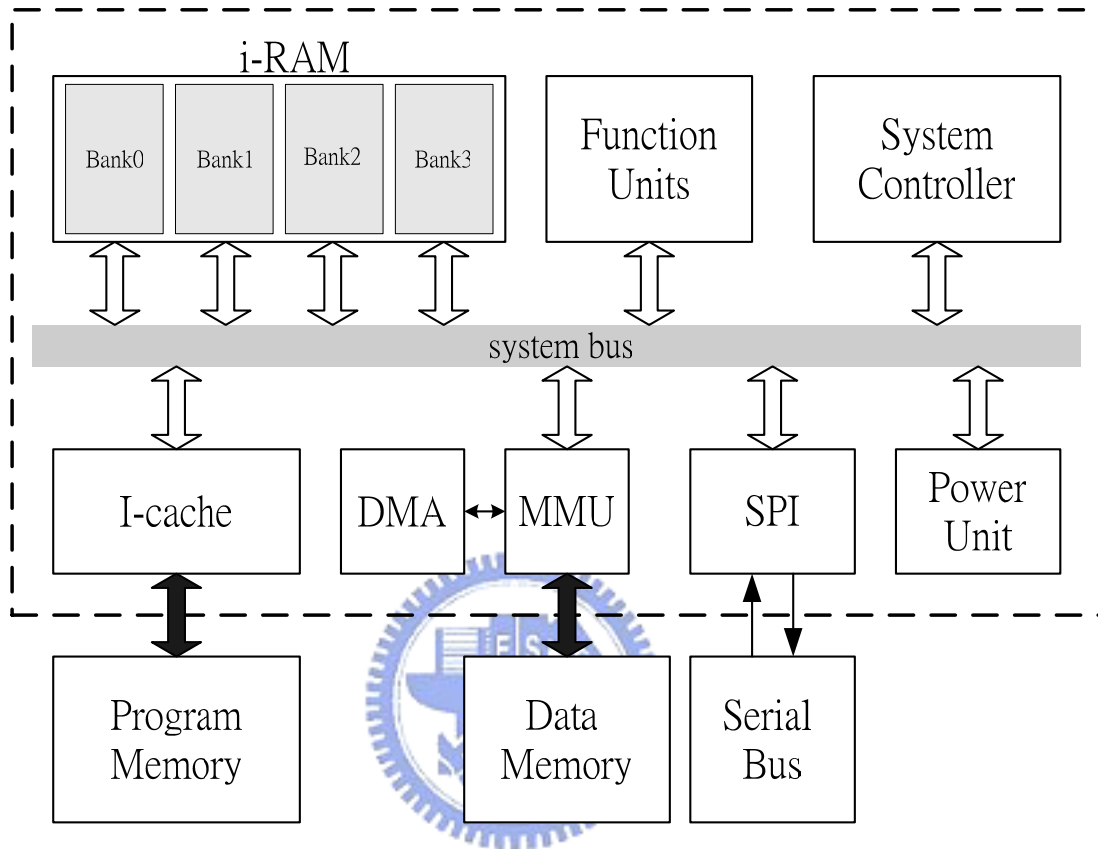 i-RAM
Bank0
Bank1
Bank2
Bank3
Function
Units
System
Controller
system bus
I-cache
DMA
MMU
SPI
Power
Unit
E S
Program
Memory
Data
Memory
Serial
Bus